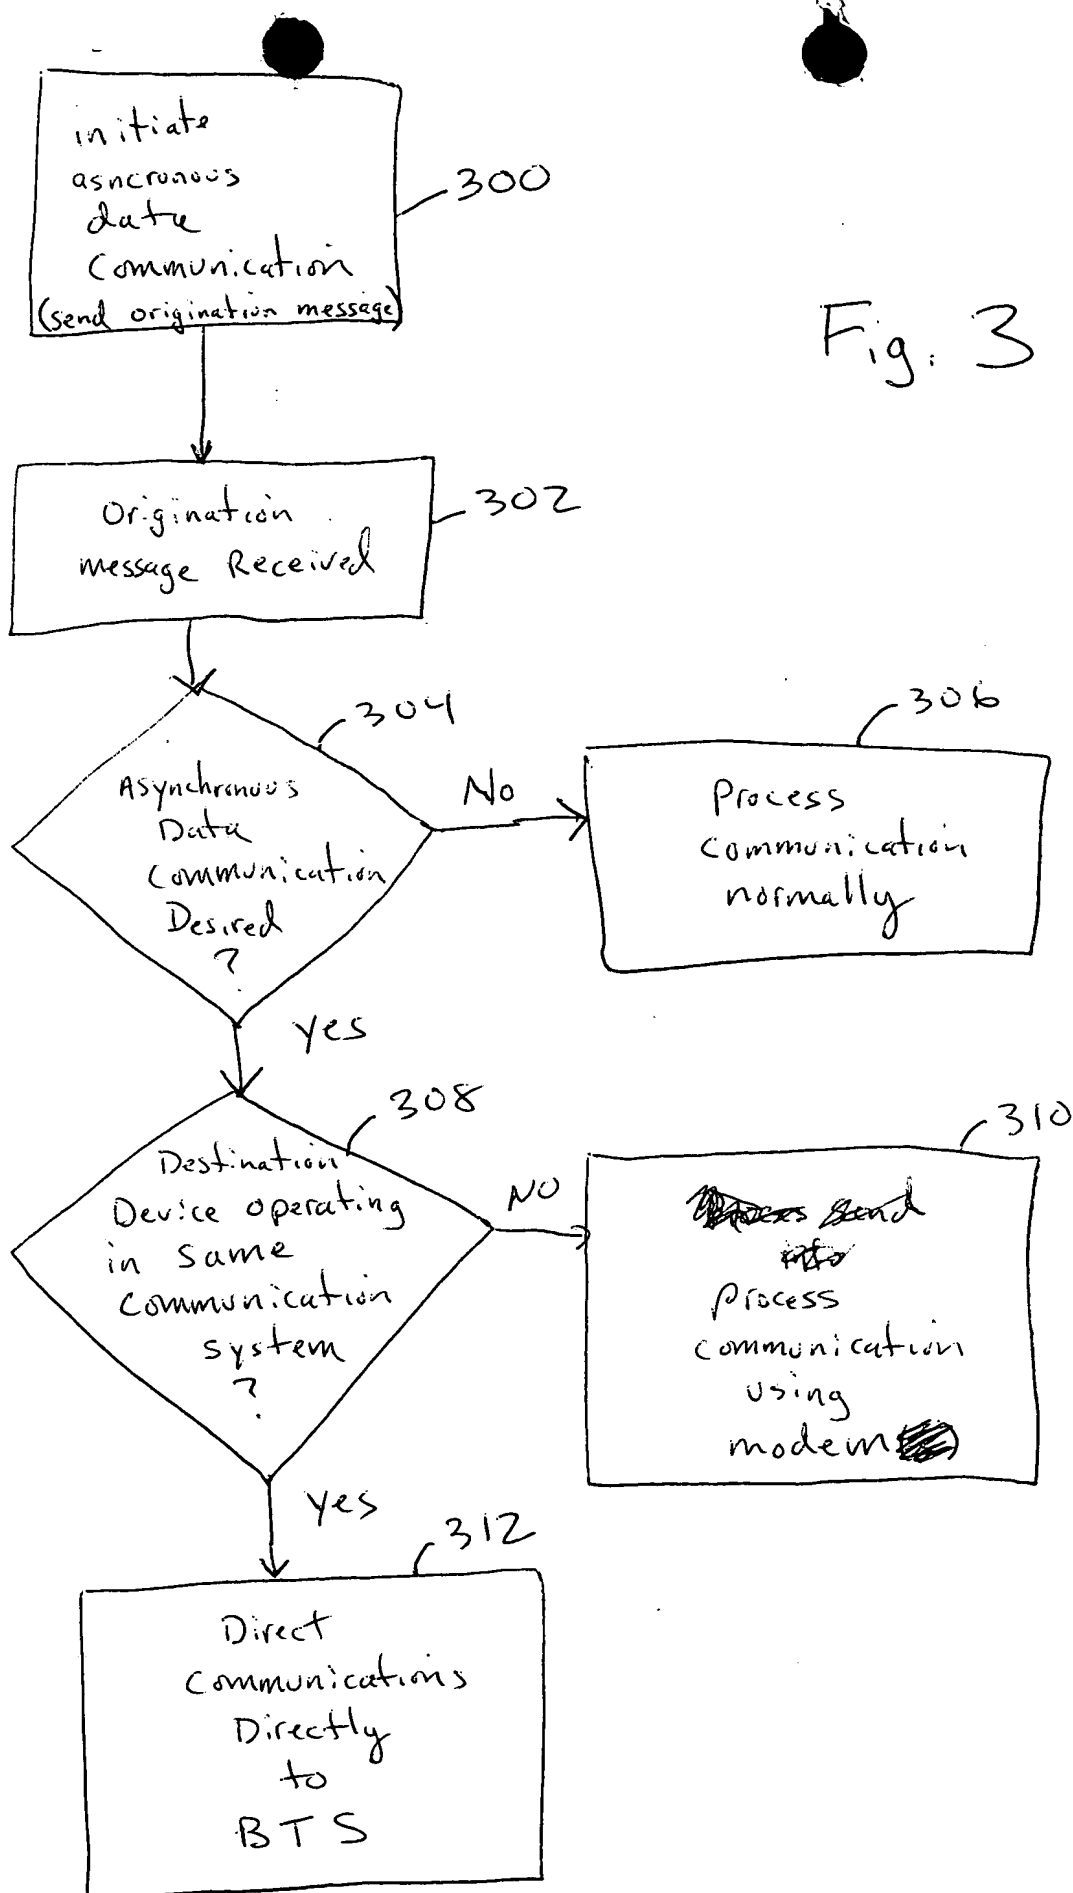 initiate
asncronous
data
Communication
(send origination message)
300
Fig. 3
Origination
message Received
302
304
Asynchronous
Data
Communication
Desired
?
No
306
Process
communication
normally
yes
308
Destination
Device operating
in same
communication
system
?
NO
310
send
Process
communication
using
modem
yes
312
Direct
communications
Directly
to
BTS